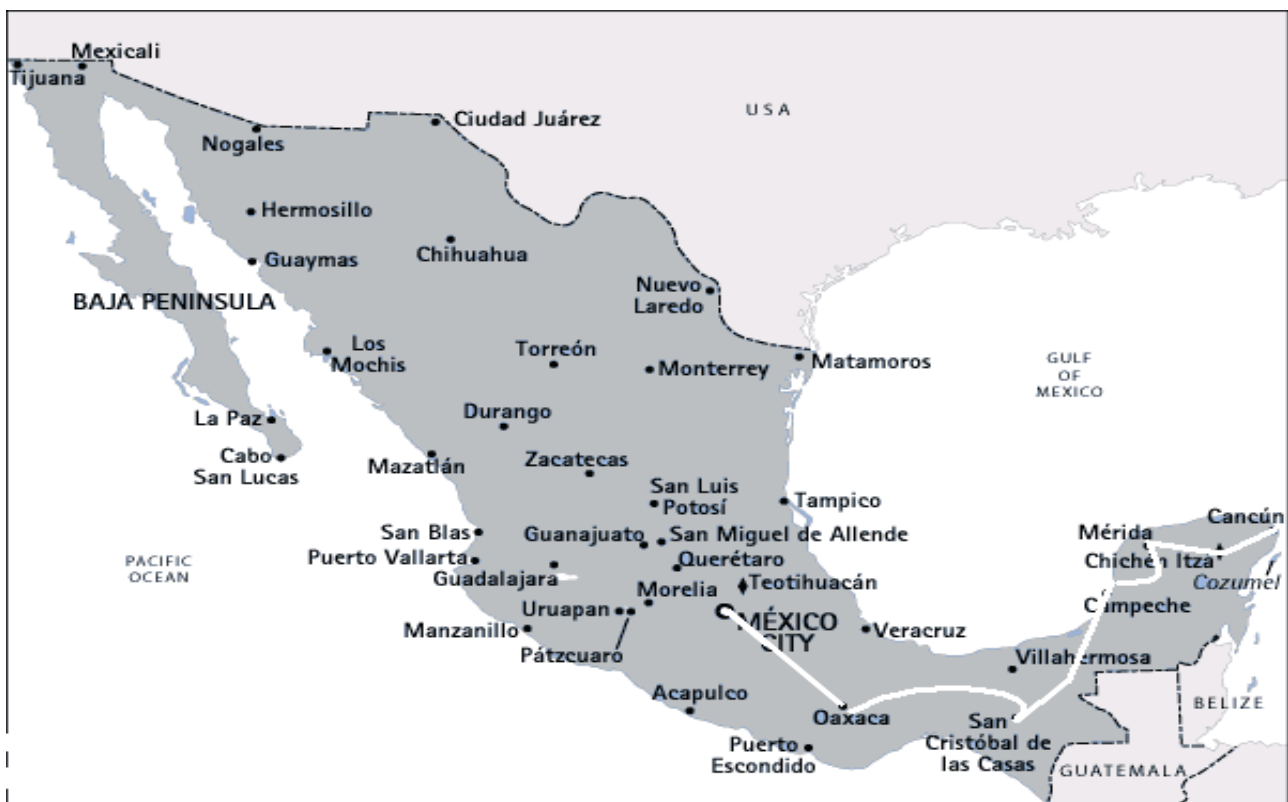 Mexicali
Tijuana
USA
Ciudad Juárez
Nogales
Hermosillo
Chihuahua
Guaymas
Nuevo
Laredo
BAJA PENINSULA
Los
Mochis
Torreón
Monterrey
Matamoros
GULF
OF
MEXICO
La Paz
Durango
Cabo
San Lucas
Mazatlán
Zacatecas
San Luis
Potosí
Tampico
San Blas
Guanajuato
San Miguel de Allende
Mérida
Cancún
PACIFIC
OCEAN
Puerto Vallarta
Querétaro
Chichén Itzá
Guadalajara
Teotihuacán
Cozumel
Morelia
Uruapan
Campeche
Manzanillo
MÉXICO
CITY
Veracruz
Pátzcuaro
Villahermosa
Acapulco
Oaxaca
BELIZE
San
Cristóbal de
las Casas
Puerto
Escondido
GUATEMALA